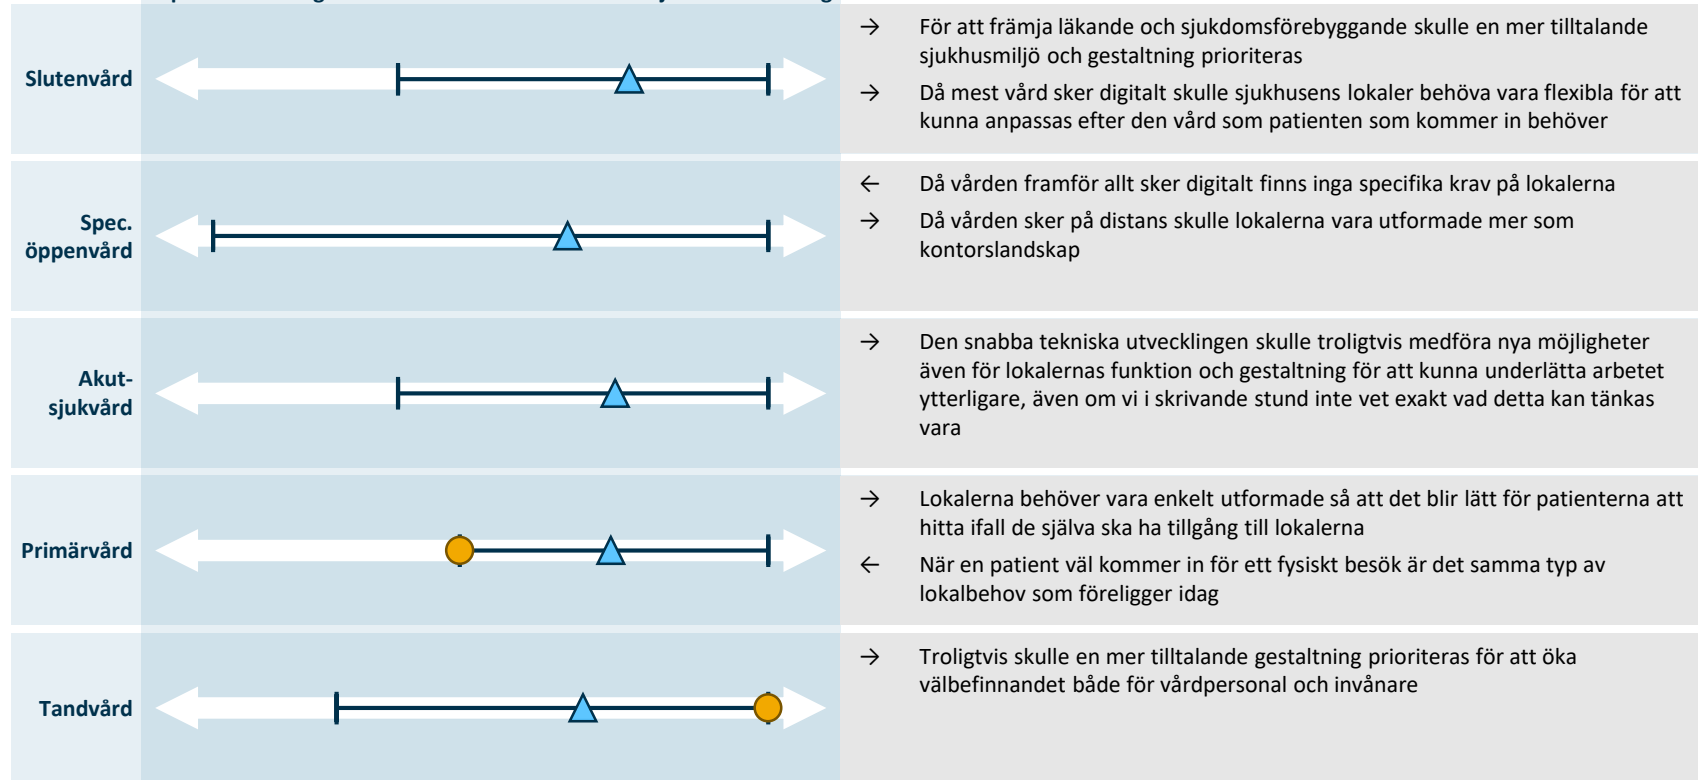 Slutenvård
→ För att främja läkande och sjukdomsförebyggande skulle en mer tilltalande
sjukhusmiljö och gestaltning prioriteras
→ Då mest vård sker digitalt skulle sjukhusens lokaler behöva vara flexibla för att
kunna anpassas efter den vård som patienten som kommer in behöver
Spec.
öppenvård
← Då vården framför allt sker digitalt finns inga specifika krav på lokalerna
→ Då vården sker på distans skulle lokalerna vara utformade mer som
kontorslandskap
Akut-
sjukvård
→ Den snabba tekniska utvecklingen skulle troligtvis medföra nya möjligheter
även för lokalernas funktion och gestaltning för att kunna underlätta arbetet
ytterligare, även om vi i skrivande stund inte vet exakt vad detta kan tänkas
vara
Primärvård
→ Lokalerna behöver vara enkelt utformade så att det blir lätt för patienterna att
hitta ifall de själva ska ha tillgång till lokalerna
← När en patient väl kommer in för ett fysiskt besök är det samma typ av
lokalbehov som föreligger idag
Tandvård
→ Troligtvis skulle en mer tilltalande gestaltning prioriteras för att öka
välbefinnandet både för vårdpersonal och invånare